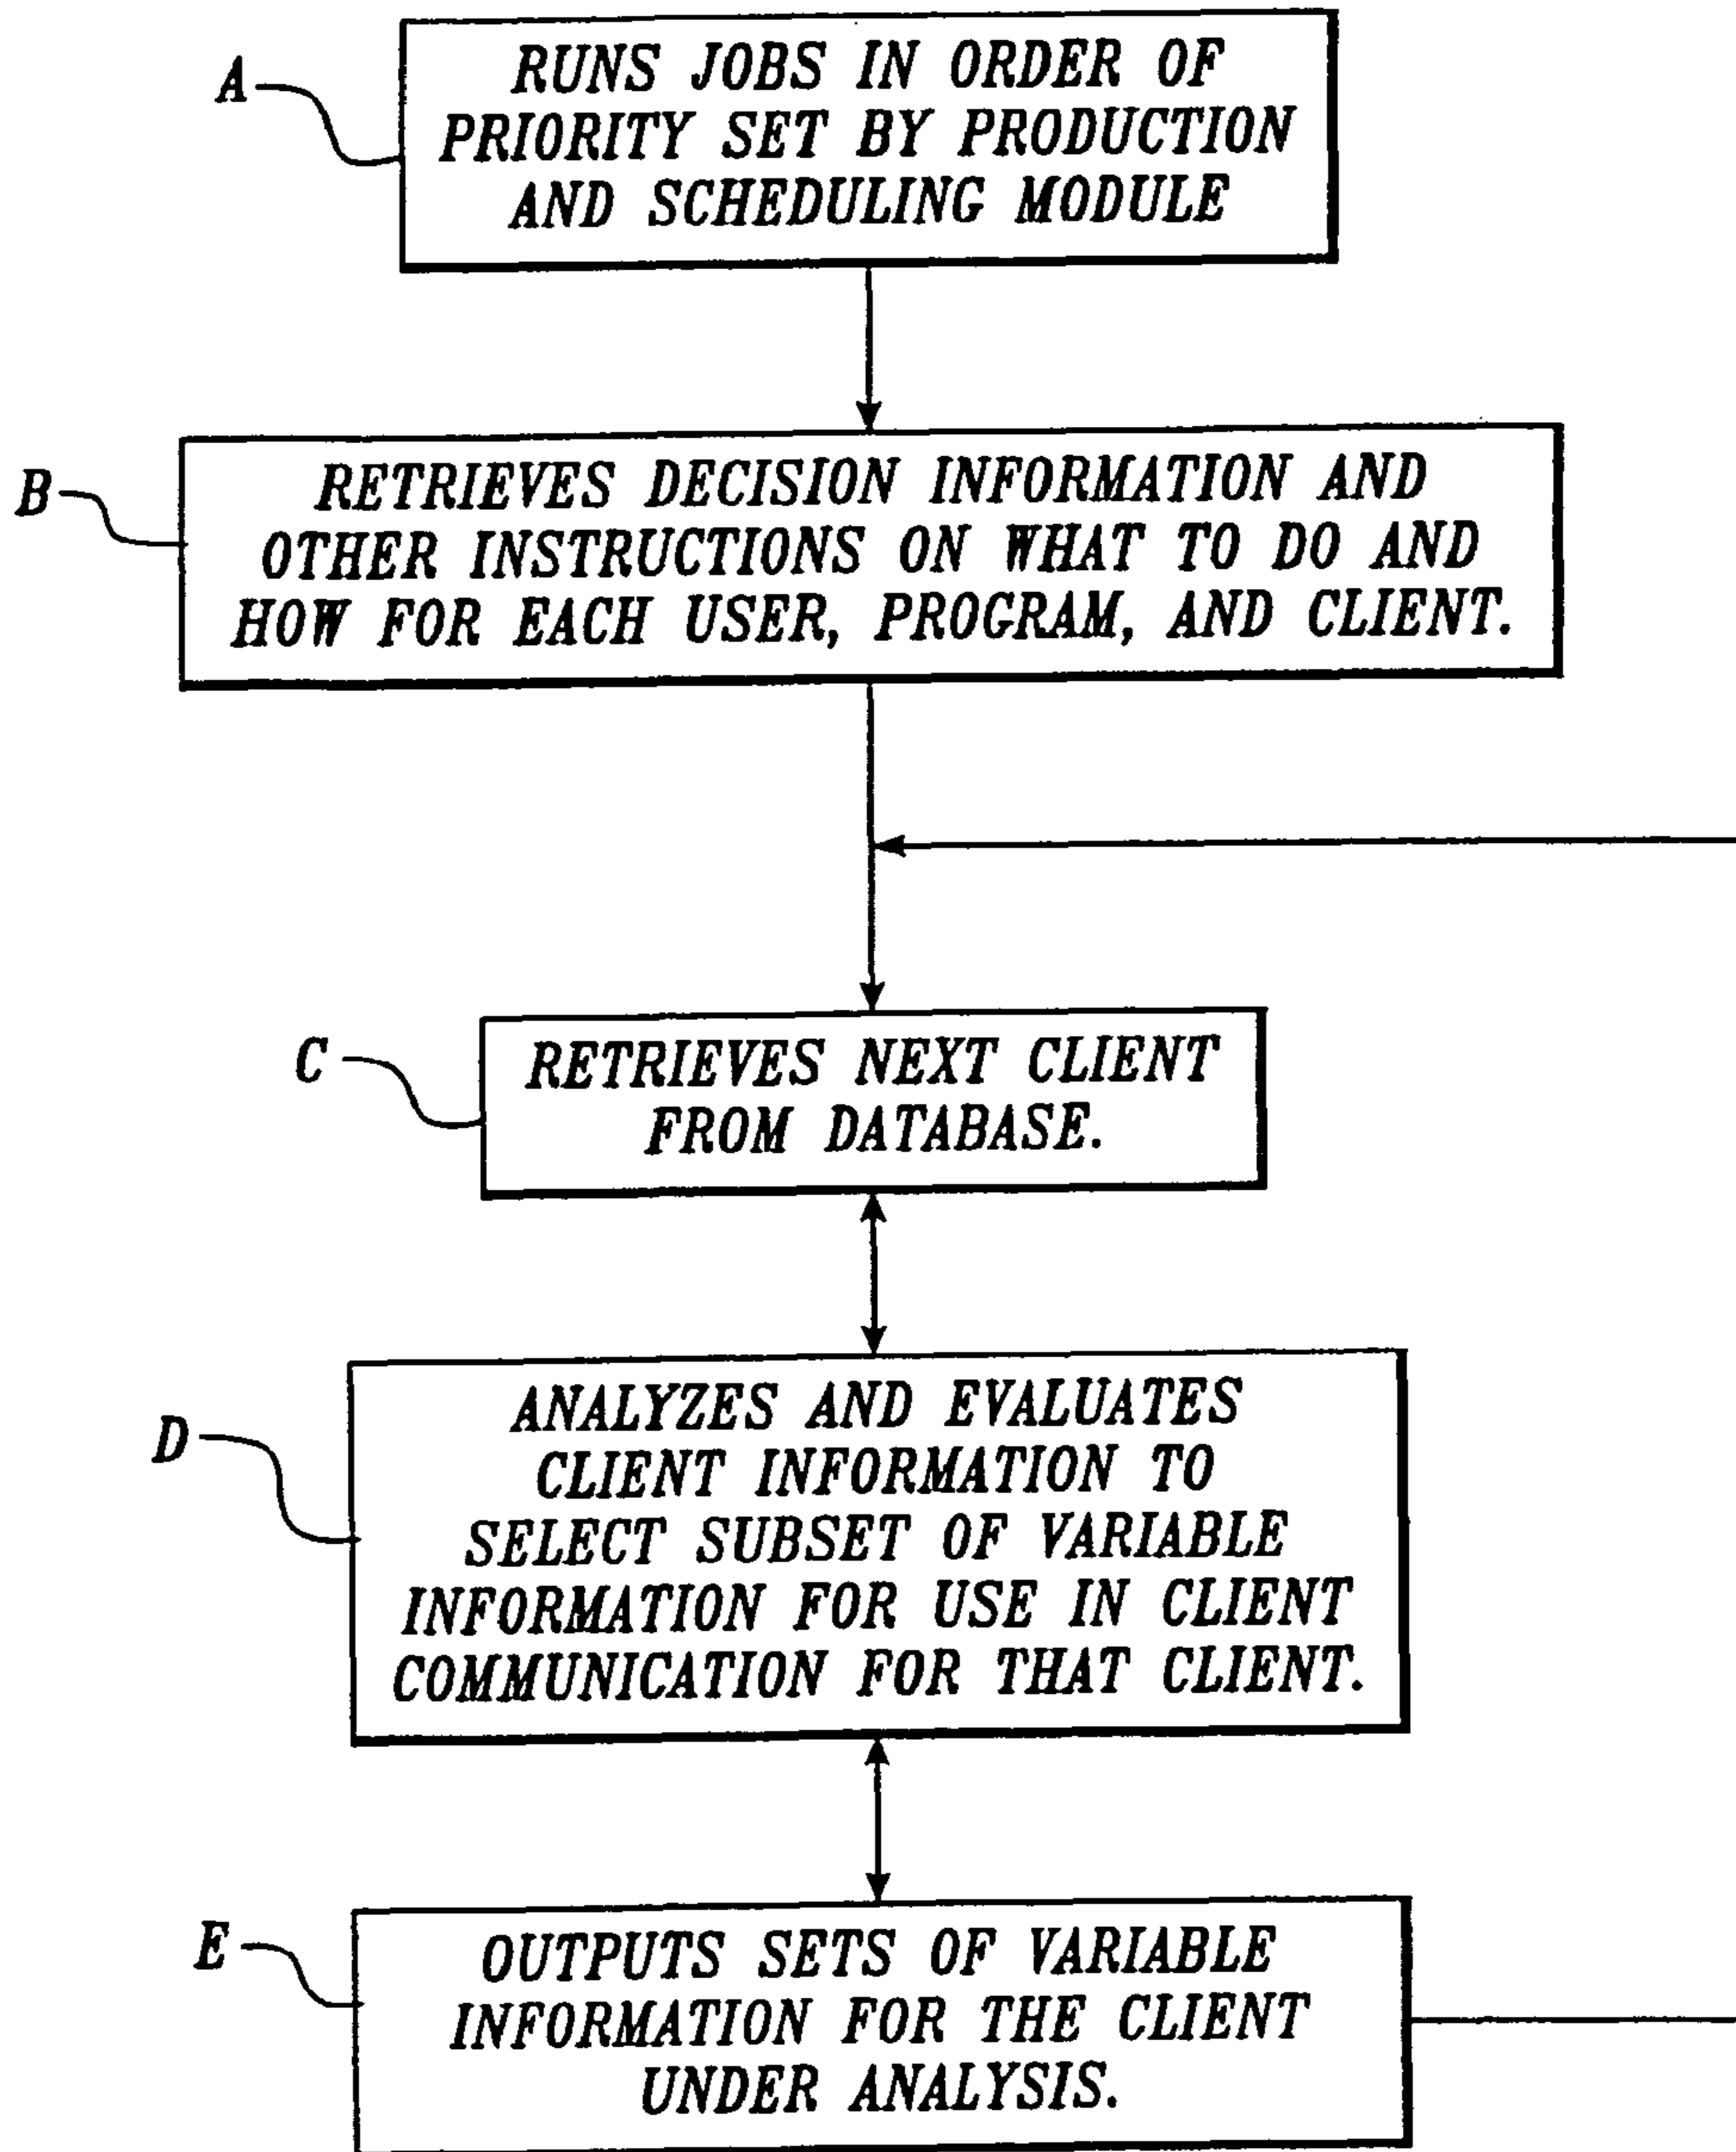 A
RUNS JOBS IN ORDER OF
PRIORITY SET BY PRODUCTION
AND SCHEDULING MODULE
B
RETRIEVES DECISION INFORMATION AND
OTHER INSTRUCTIONS ON WHAT TO DO AND
HOW FOR EACH USER, PROGRAM, AND CLIENT.
C
RETRIEVES NEXT CLIENT
FROM DATABASE.
D
ANALYZES AND EVALUATES
CLIENT INFORMATION TO
SELECT SUBSET OF VARIABLE
INFORMATION FOR USE IN CLIENT
COMMUNICATION FOR THAT CLIENT.
E
OUTPUTS SETS OF VARIABLE
INFORMATION FOR THE CLIENT
UNDER ANALYSIS.